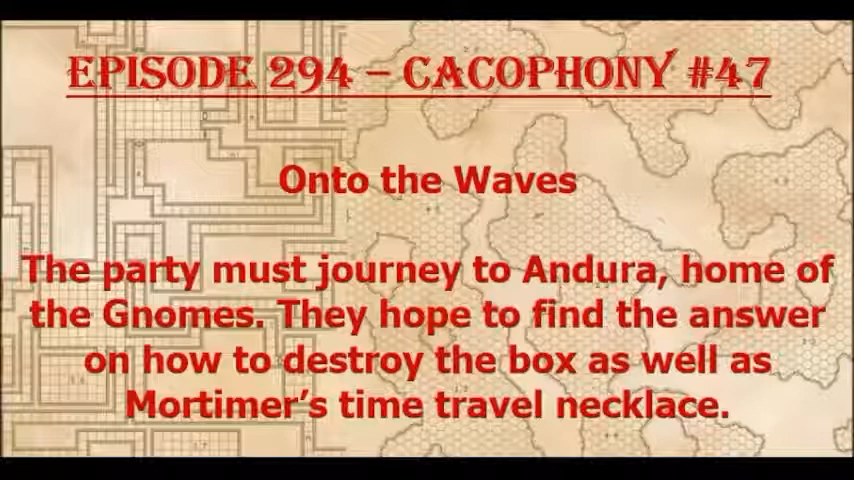 EPISODE 294 – CACOPHONY #47
Onto the Waves
The party must journey to Andura, home of
the Gnomes. They hope to find the answer
on how to destroy the box as well as
Mortimer’s time travel necklace.